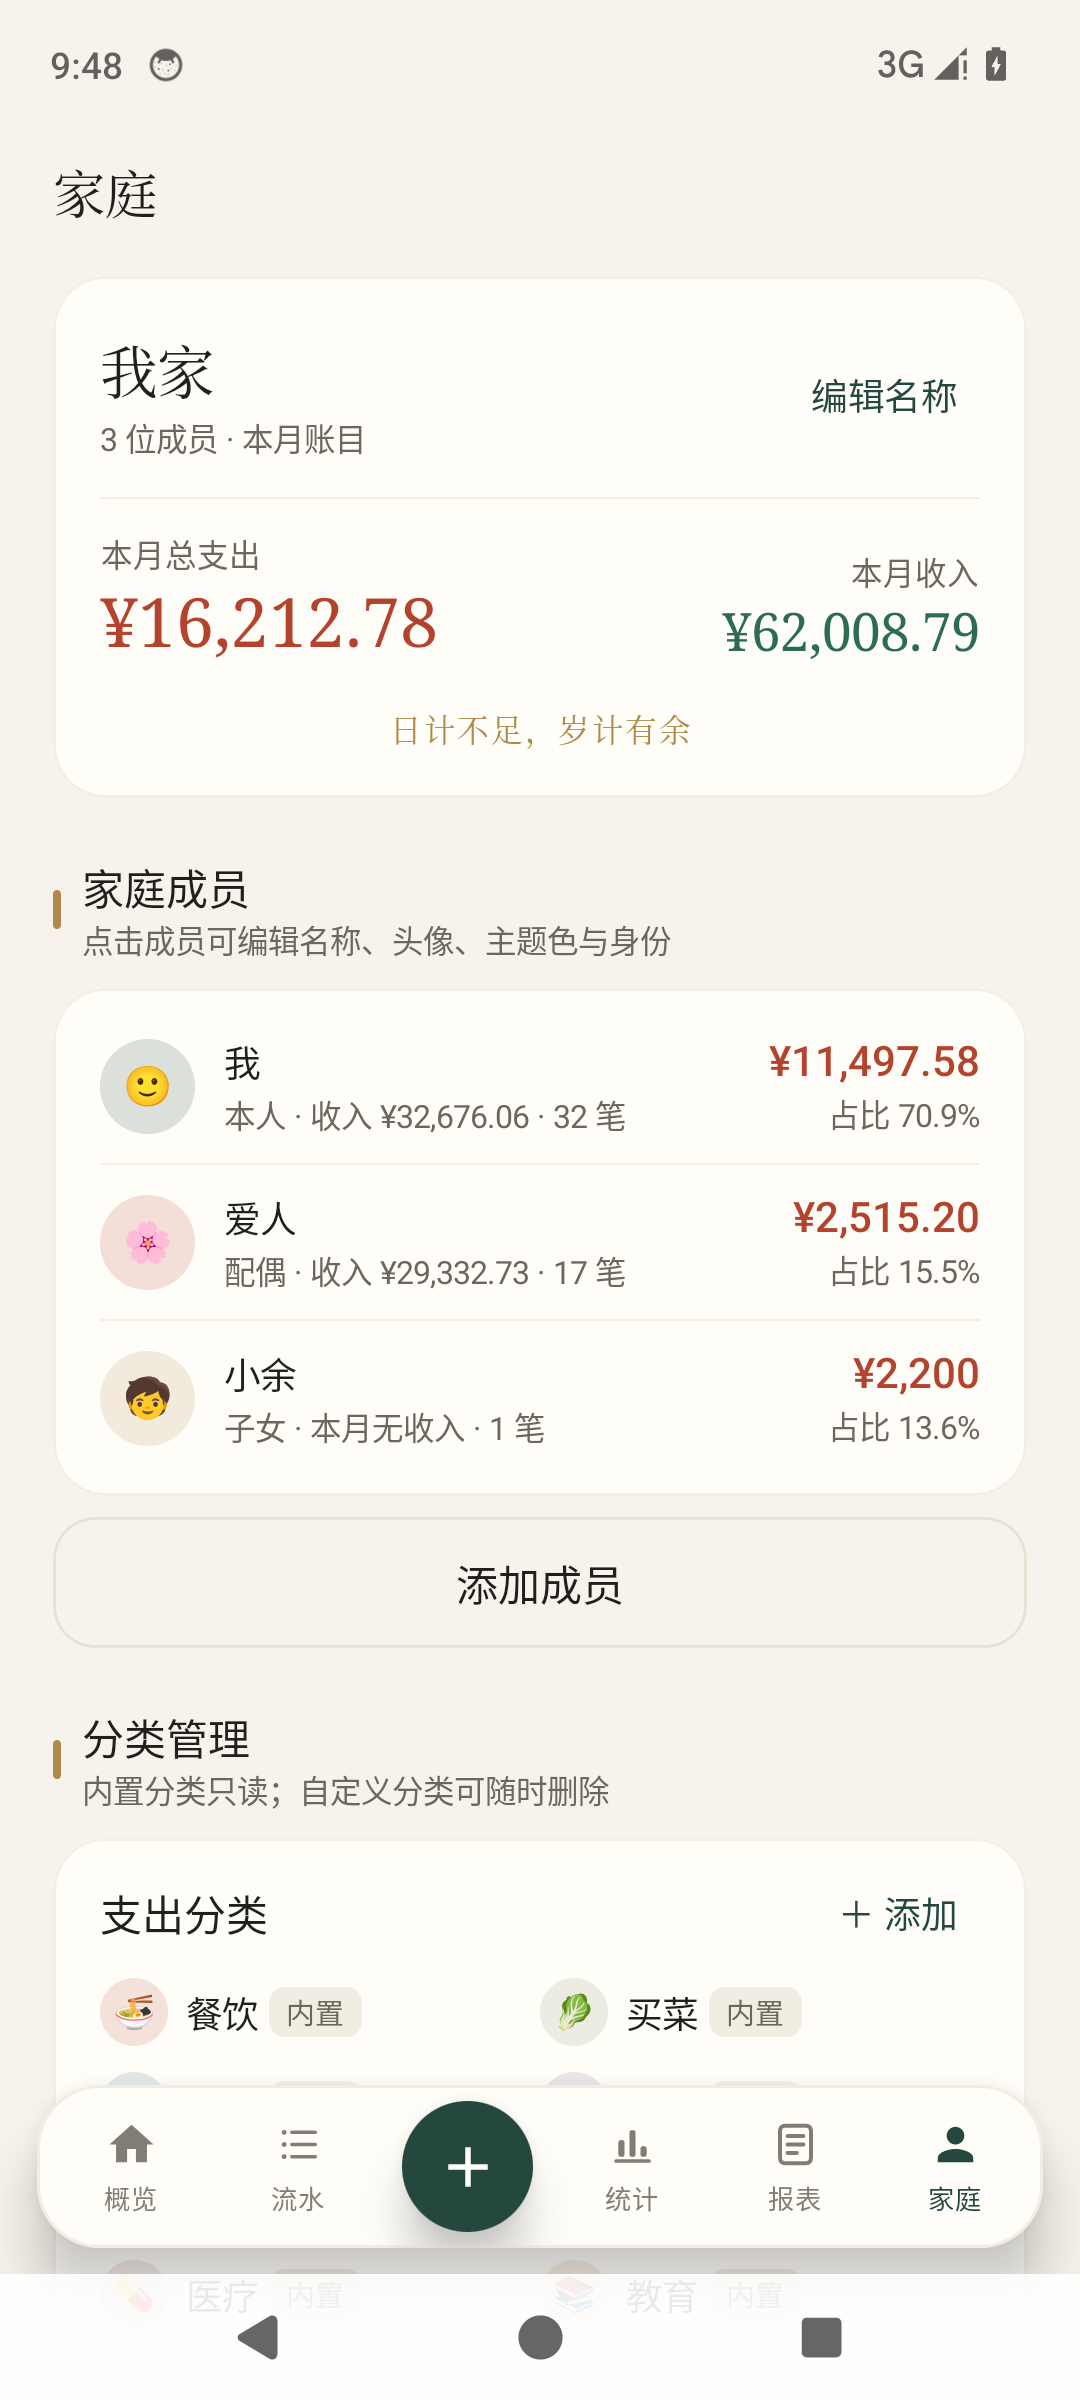 9:48
3G
家庭
我家
编辑名称
3 位成员 · 本月账目
本月总支出
¥16,212.78
本月收入
¥62,008.79
日计不足，岁计有余
家庭成员
点击成员可编辑名称、头像、主题色与身份
我
¥11,497.58
本人 · 收入 ¥32,676.06 · 32 笔
占比 70.9%
爱人
¥2,515.20
配偶 · 收入 ¥29,332.73 · 17 笔
占比 15.5%
小余
¥2,200
子女 · 本月无收入 · 1 笔
占比 13.6%
添加成员
分类管理
内置分类只读；自定义分类可随时删除
支出分类
＋ 添加
餐饮 内置
买菜 内置
概览
流水
统计
报表
家庭
医疗 内置
教育 内置